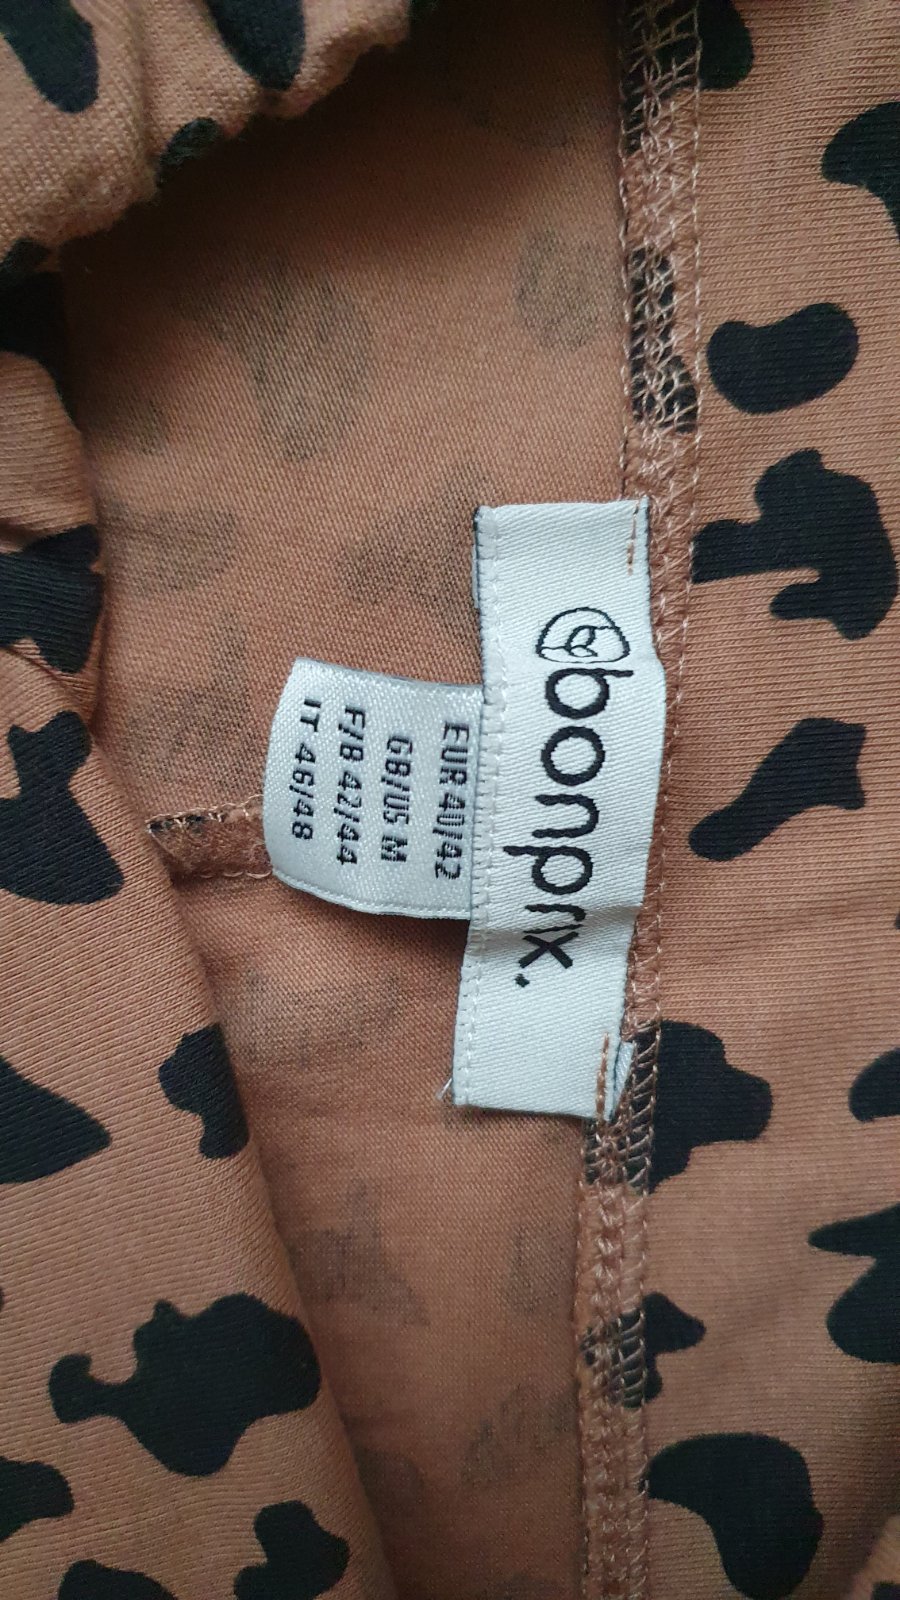 bonprix.
EUR 40/42
GB/US M
F/B 42/44
IT 46/48